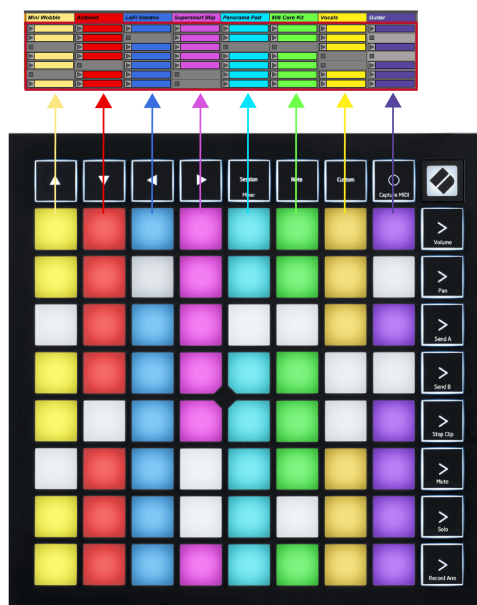 Mini Wobble Ambient LoFi Voodoo Supershort Blip Panorama Pad 808 Core Kit Vocals Guitar
Session Note Custom
Mixer Capture MIDI
Volume
Pan
Send A
Send B
Stop Clip
Mute
Solo
Record Arm